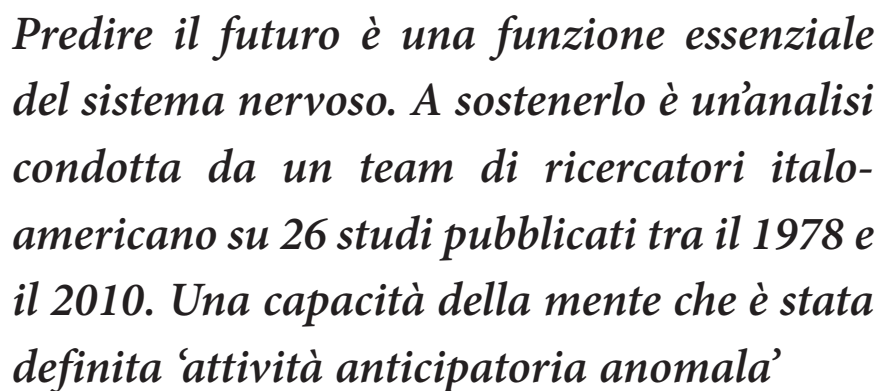 Predire il futuro è una funzione essenziale
del sistema nervoso. A sostenerlo è un'analisi
condotta da un team di ricercatori italo-
americano su 26 studi pubblicati tra il 1978 e
il 2010. Una capacità della mente che è stata
definita ‘attività anticipatoria anomala’